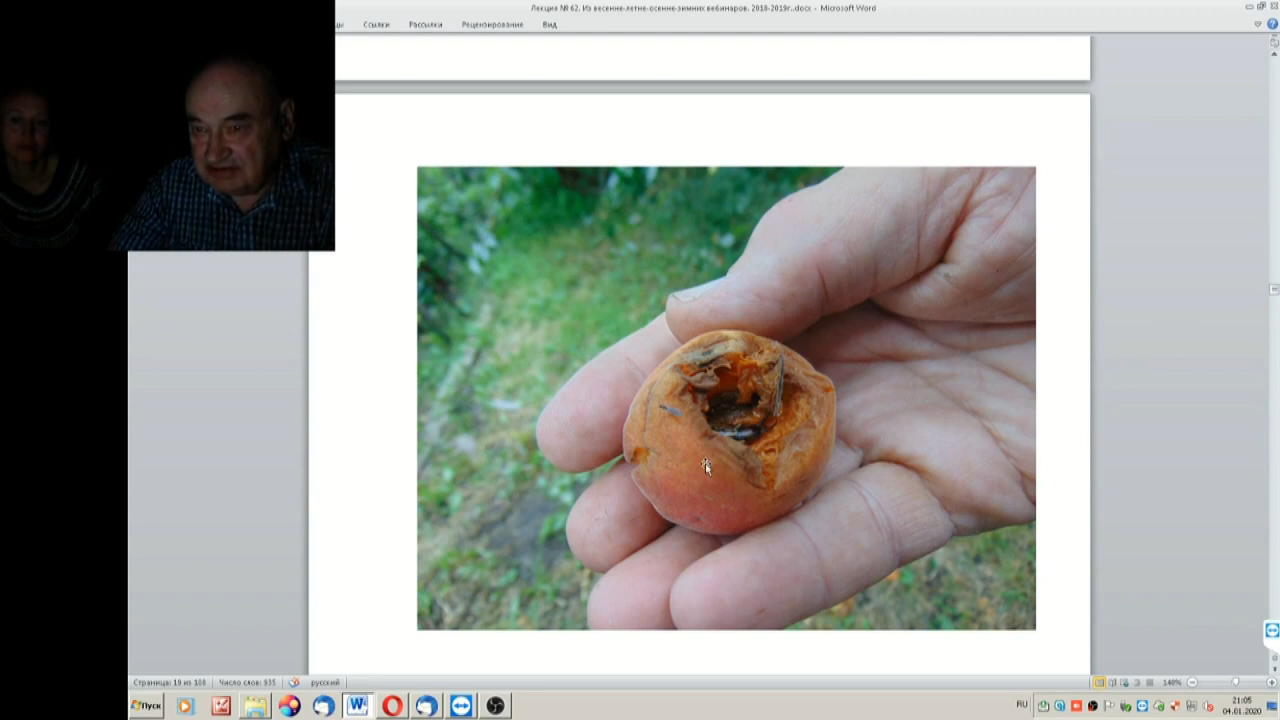 Лекция № 62. Из весенне-летне-осенне-зимних вебинаров. 2018-2019г..docx - Microsoft Word
Ссылки Рассылки Рецензирование Вид
Страница: 19 из 108 Число слов: 935 русский 148%
Пуск RU 21:05
04.01.2020